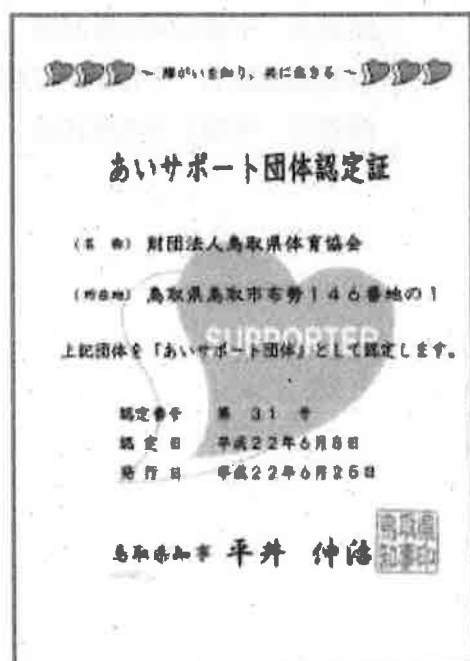 ～ 障がいを知り、共に生きる ～
あいサポート団体認定証
（名 称） 財団法人鳥取県体育協会
（所在地） 鳥取県鳥取市布勢１４６番地の１
SUPPORTER
上記団体を「あいサポート団体」として認定します。
認定番号 第 ３１号
認 定 日 平成２２年６月８日
発 行 日 平成２２年６月２５日
鳥取県知事 平井 伸治
鳥取県知事印